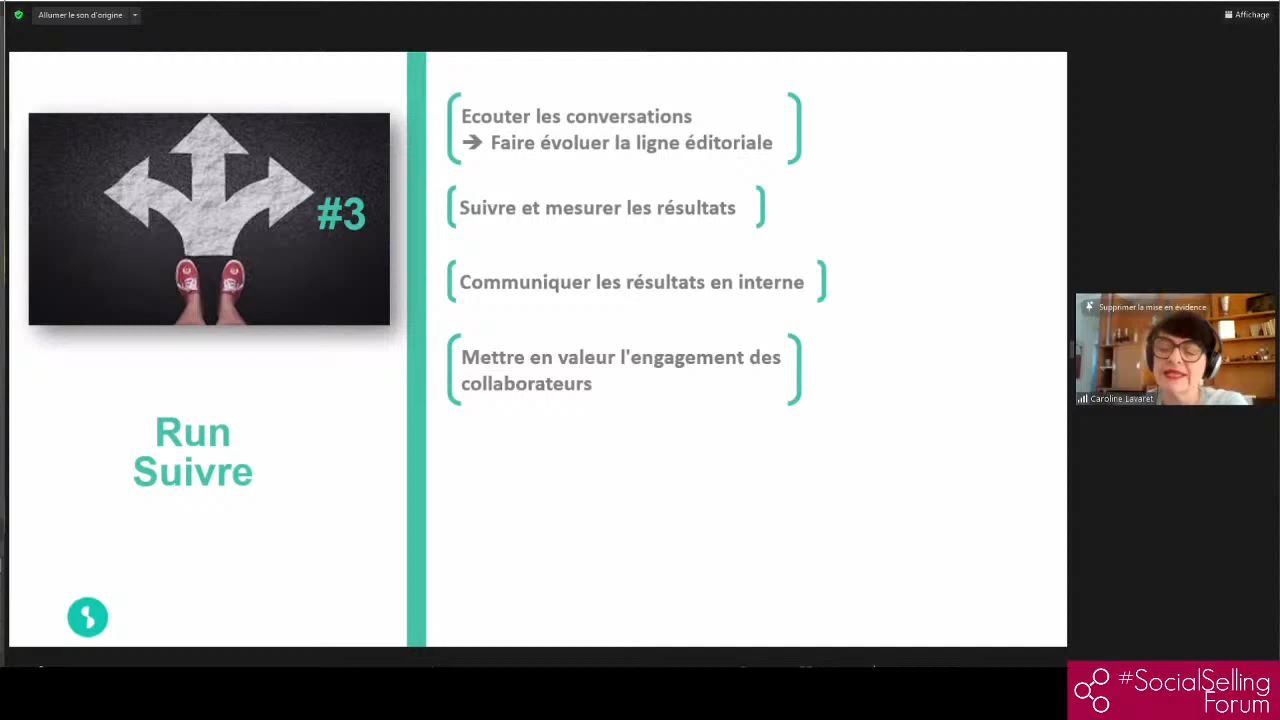 Allumer le son d'origine
Affichage
#3
Run
Suivre
Ecouter les conversations
➔ Faire évoluer la ligne éditoriale
Suivre et mesurer les résultats
Communiquer les résultats en interne
Mettre en valeur l'engagement des
collaborateurs
Supprimer la mise en évidence
Caroline Lavaret
#SocialSelling
Forum